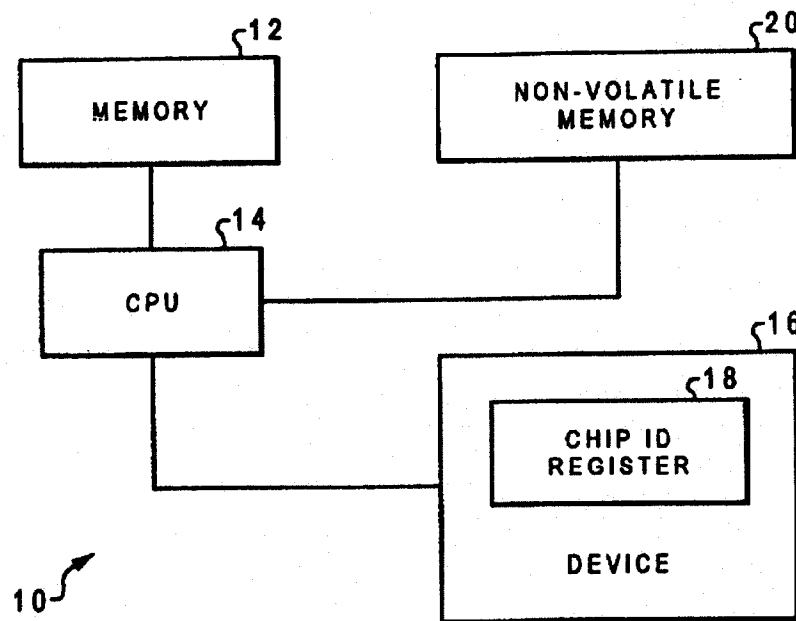 12
MEMORY
20
NON-VOLATILE
MEMORY
14
CPU
16
18
CHIP ID
REGISTER
DEVICE
10